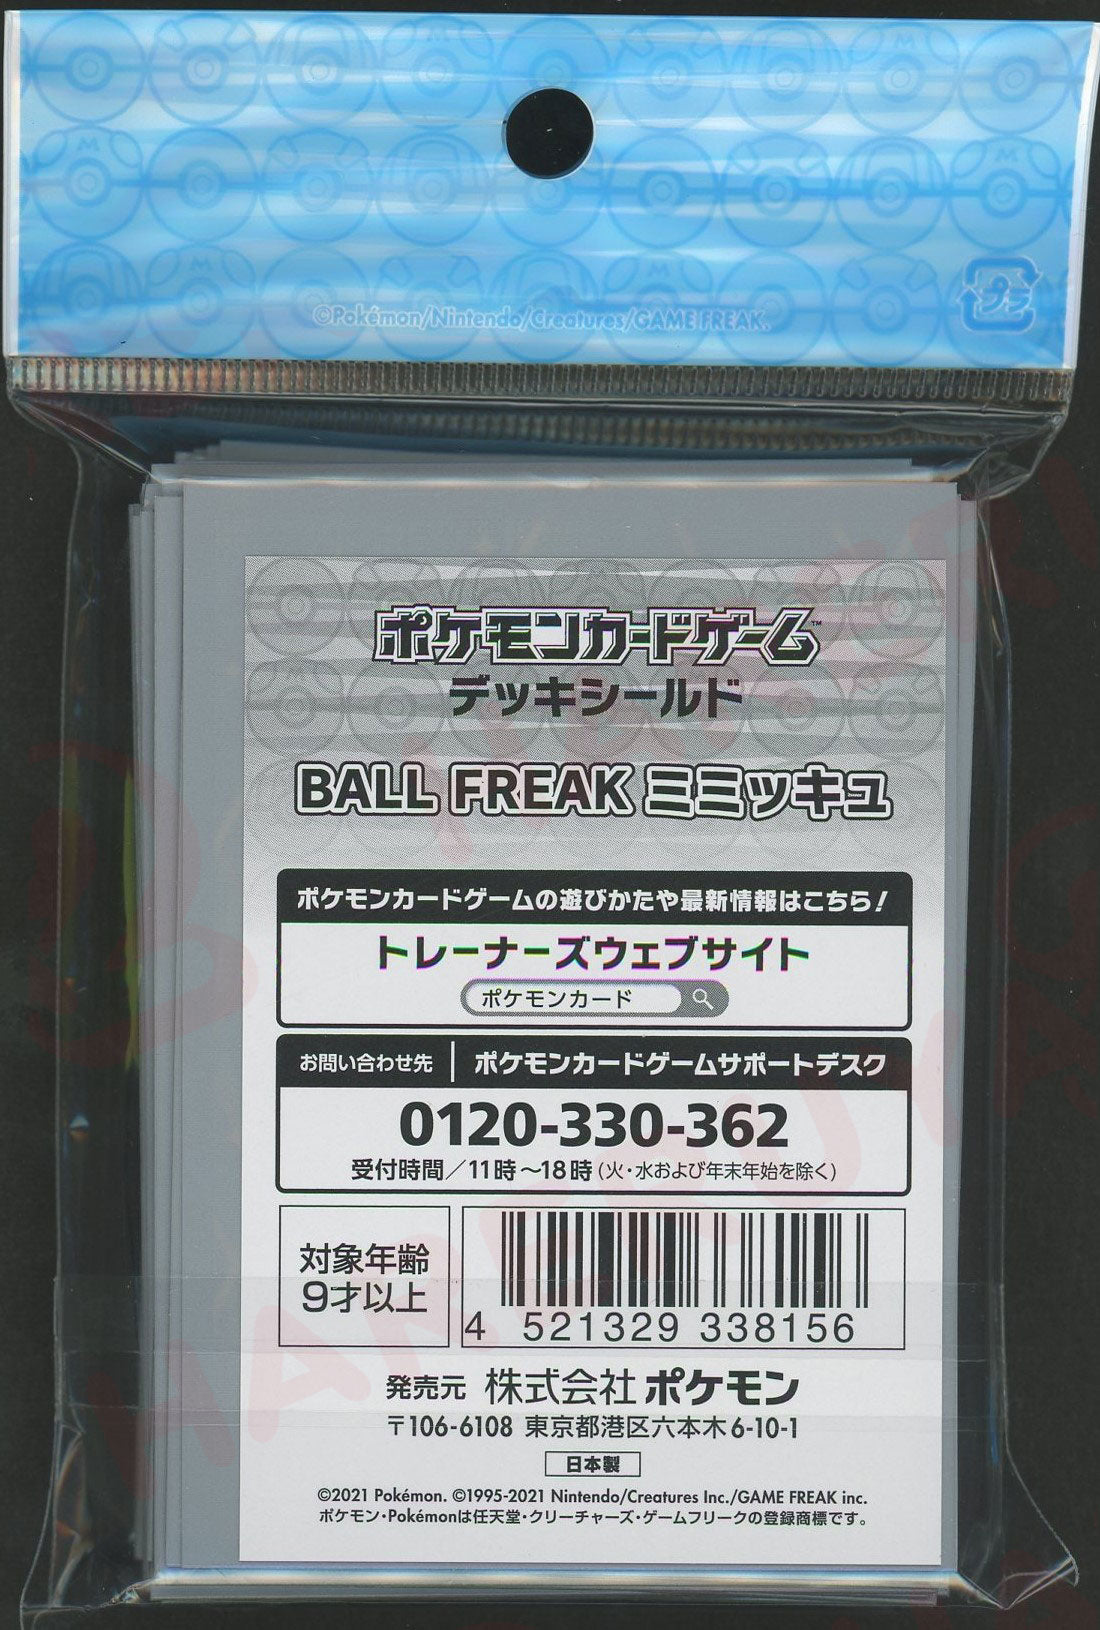 ©Pokémon/Nintendo/Creatures/GAME FREAK.
プラ
ポケモンカードゲーム™
デッキシールド
BALL FREAK ミミッキュ
ポケモンカードゲームの遊びかたや最新情報はこちら!
トレーナーズウェブサイト
ポケモンカード
お問い合わせ先 ポケモンカードゲームサポートデスク
0120-330-362
受付時間/11時~18時(火・水および年末年始を除く)
対象年齢
9才以上
4 521329 338156
発売元 株式会社ポケモン
〒106-6108 東京都港区六本木6-10-1
日本製
©2021 Pokémon. ©1995-2021 Nintendo/Creatures Inc./GAME FREAK inc.
ポケモン・Pokémonは任天堂・クリーチャーズ・ゲームフリークの登録商標です。